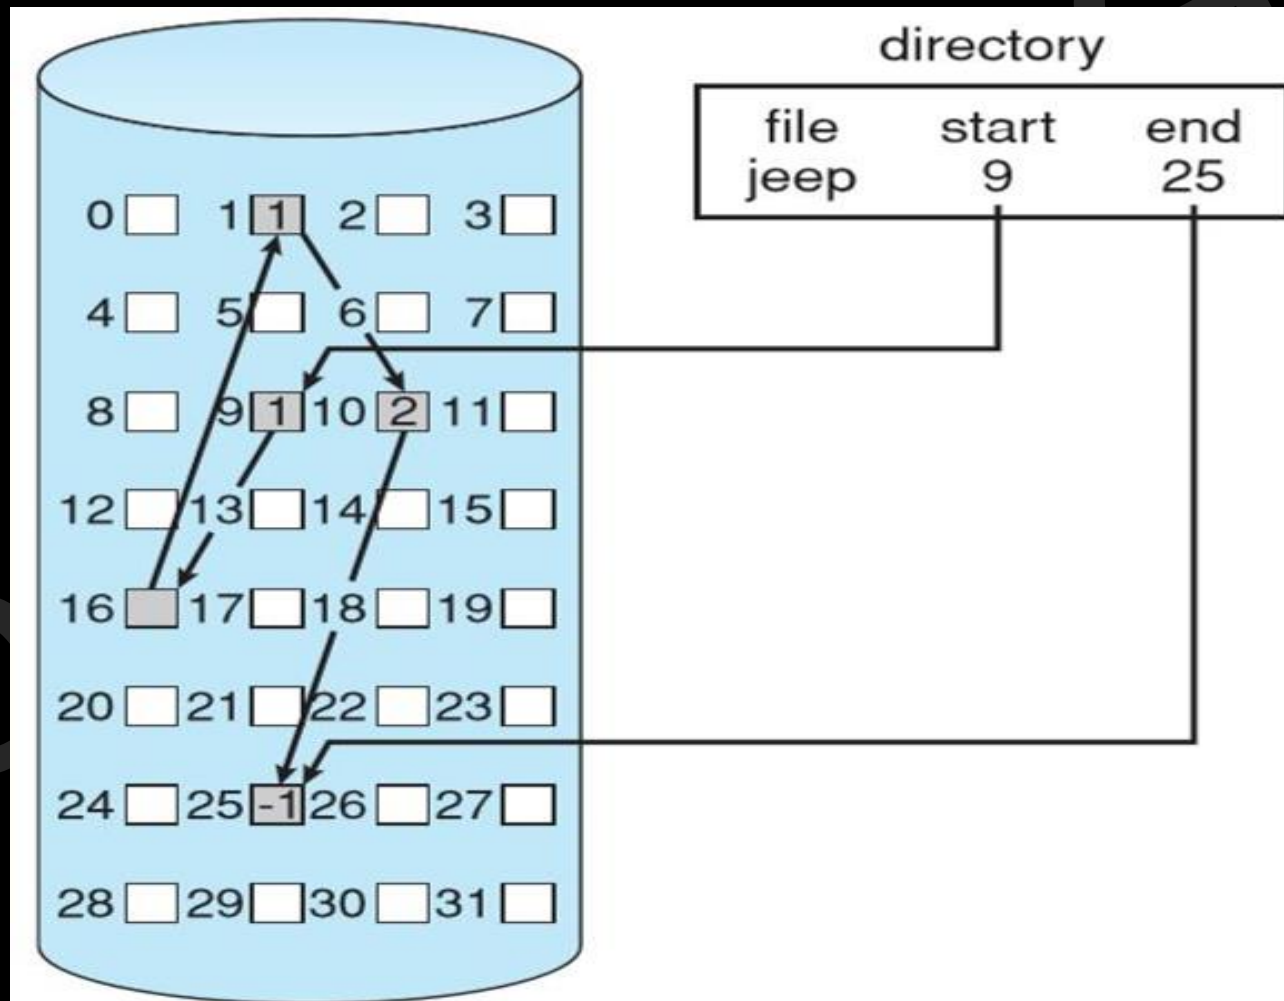 directory
file start end
jeep 9 25
0 1 1 2 3
4 5 6 7
8 9 1 10 2 11
12 13 14 15
16 17 18 19
20 21 22 23
24 25 -1 26 27
28 29 30 31